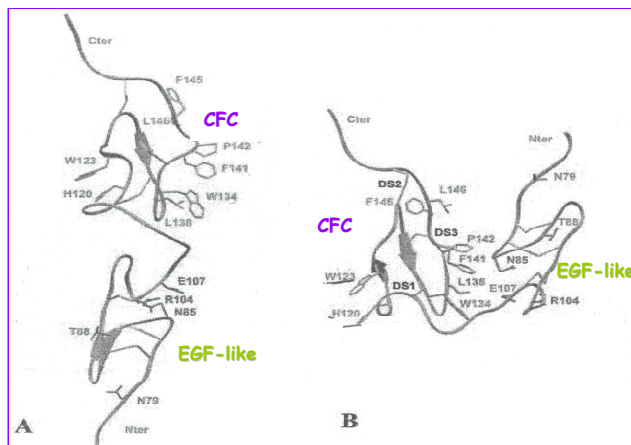 Cter
F145
L146
CFC
P142
F141
W123
H120
W134
L138
E107
R104
N85
T88
EGF-like
N79
A
Nter
Cter
Nter
N79
DS2
F145
L146
T88
CFC
DS3
P142
F141
N85
EGF-like
W123
DS1
L138
E107
R104
W134
H120
B